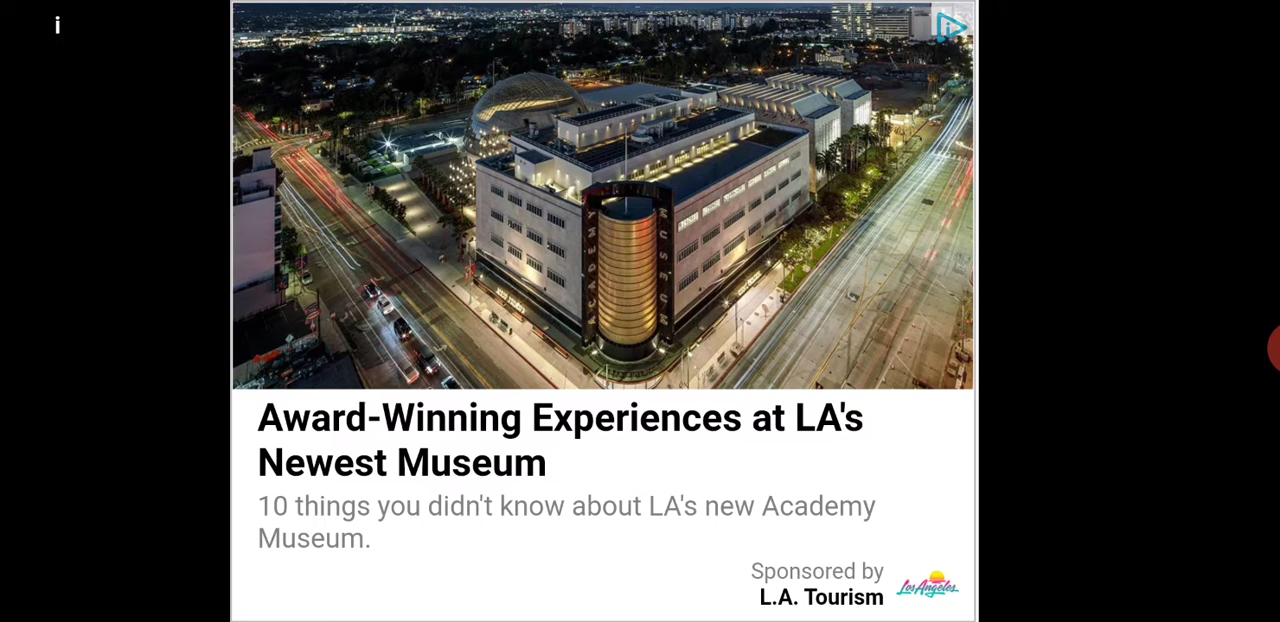 i
ACADEMY
MUSEUM
Award-Winning Experiences at LA's
Newest Museum
10 things you didn't know about LA's new Academy
Museum.
Sponsored by
L.A. Tourism
Los Angeles